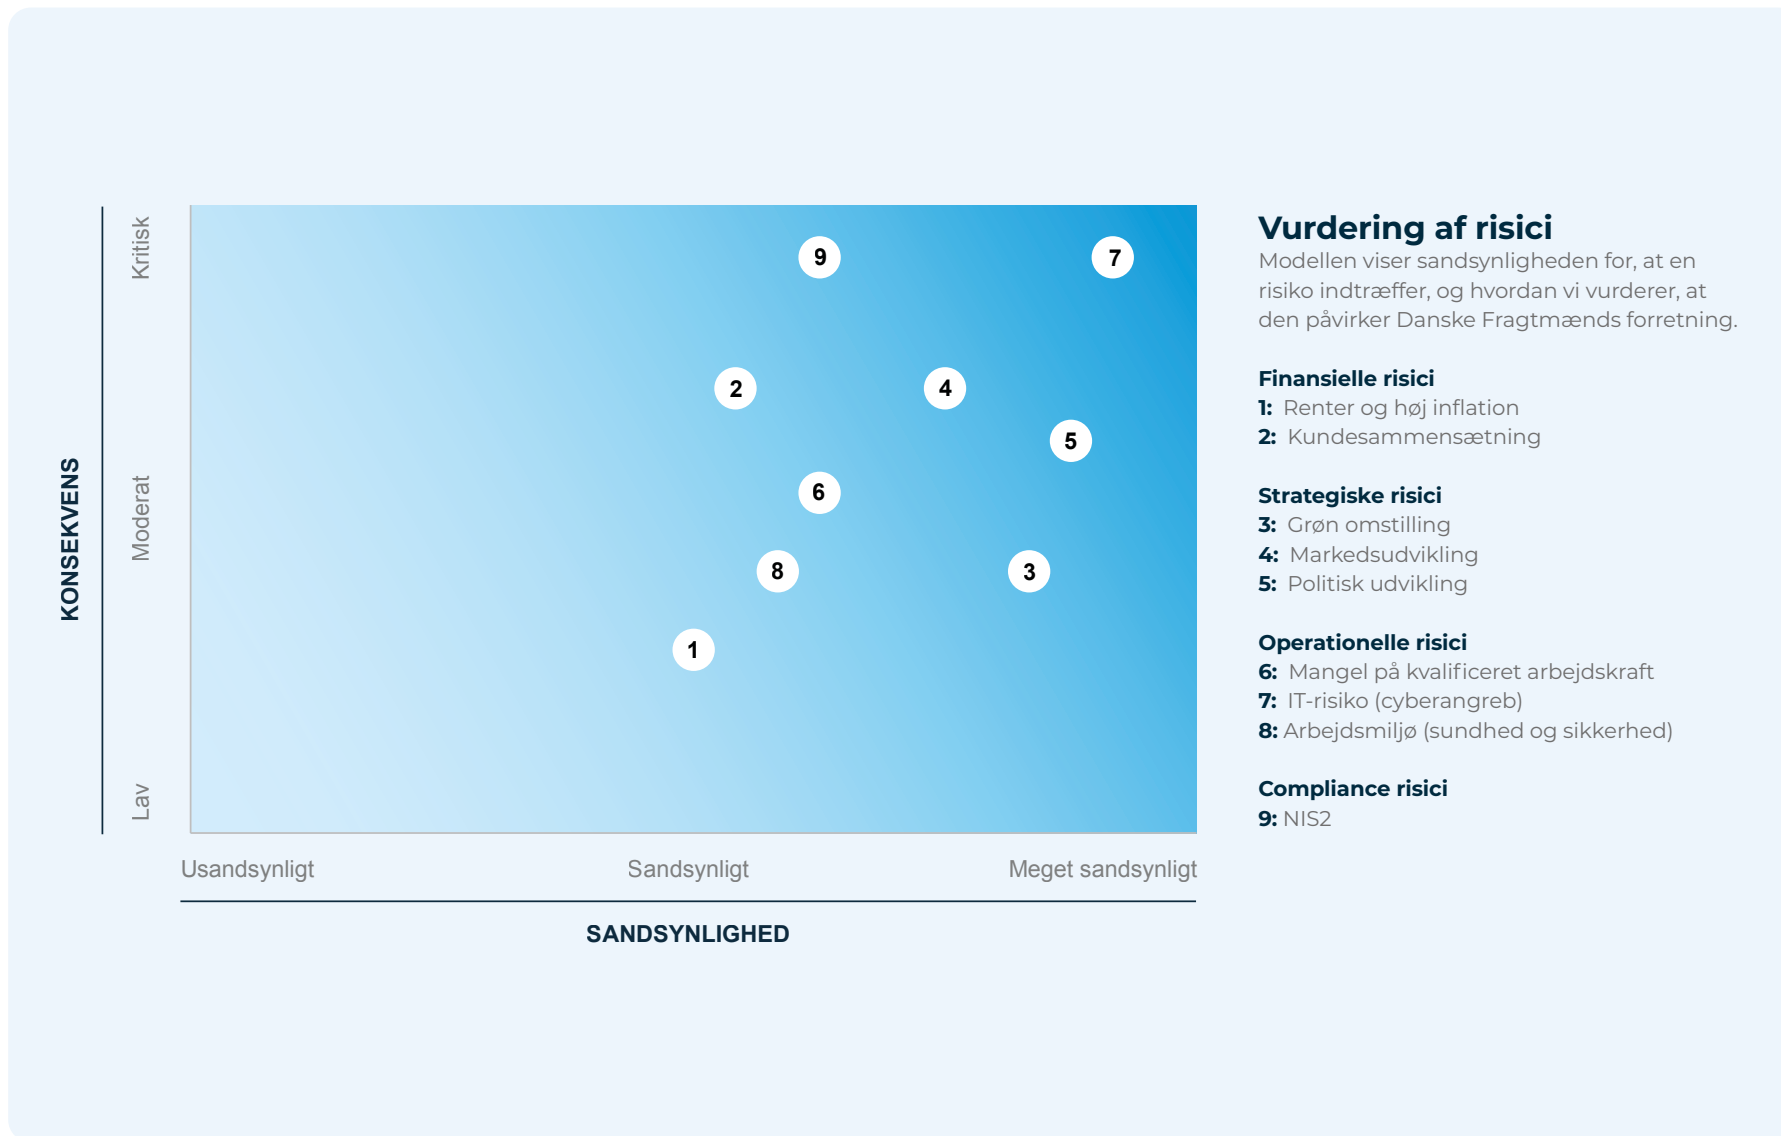 KONSEKVENS
Kritisk
Moderat
Lav
9
7
2
4
5
6
8
3
1
Usandsynligt
Sandsynligt
Meget sandsynligt
SANDSYNLIGHED
Vurdering af risici
Modellen viser sandsynligheden for, at en
risiko indtræffer, og hvordan vi vurderer, at
den påvirker Danske Fragtmænds forretning.
Finansielle risici
1: Renter og høj inflation
2: Kundesammensætning
Strategiske risici
3: Grøn omstilling
4: Markedsudvikling
5: Politisk udvikling
Operationelle risici
6: Mangel på kvalificeret arbejdskraft
7: IT-risiko (cyberangreb)
8: Arbejdsmiljø (sundhed og sikkerhed)
Compliance risici
9: NIS2